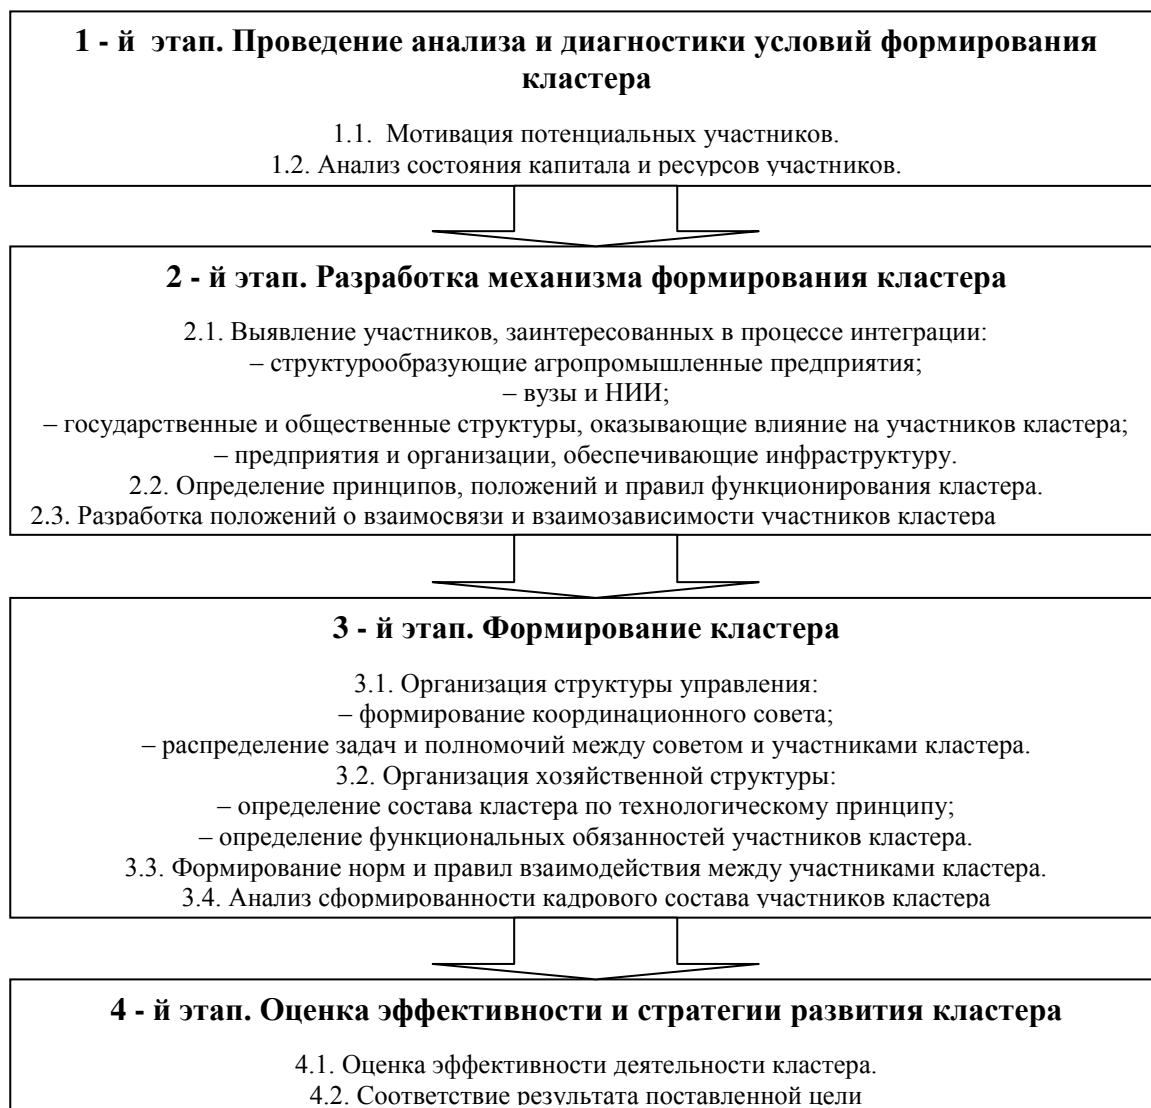 1 - й этап. Проведение анализа и диагностики условий формирования
кластера
1.1. Мотивация потенциальных участников.
1.2. Анализ состояния капитала и ресурсов участников.
2 - й этап. Разработка механизма формирования кластера
2.1. Выявление участников, заинтересованных в процессе интеграции:
– структурообразующие агропромышленные предприятия;
– вузы и НИИ;
– государственные и общественные структуры, оказывающие влияние на участников кластера;
– предприятия и организации, обеспечивающие инфраструктуру.
2.2. Определение принципов, положений и правил функционирования кластера.
2.3. Разработка положений о взаимосвязи и взаимозависимости участников кластера
3 - й этап. Формирование кластера
3.1. Организация структуры управления:
– формирование координационного совета;
– распределение задач и полномочий между советом и участниками кластера.
3.2. Организация хозяйственной структуры:
– определение состава кластера по технологическому принципу;
– определение функциональных обязанностей участников кластера.
3.3. Формирование норм и правил взаимодействия между участниками кластера.
3.4. Анализ сформированности кадрового состава участников кластера
4 - й этап. Оценка эффективности и стратегии развития кластера
4.1. Оценка эффективности деятельности кластера.
4.2. Соответствие результата поставленной цели